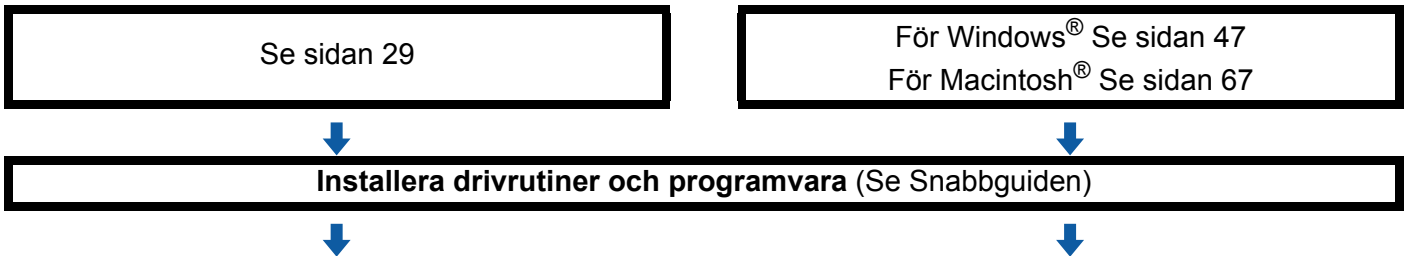 Se sidan 29
För Windows® Se sidan 47
För Macintosh® Se sidan 67
Installera drivrutiner och programvara (Se Snabbguiden)